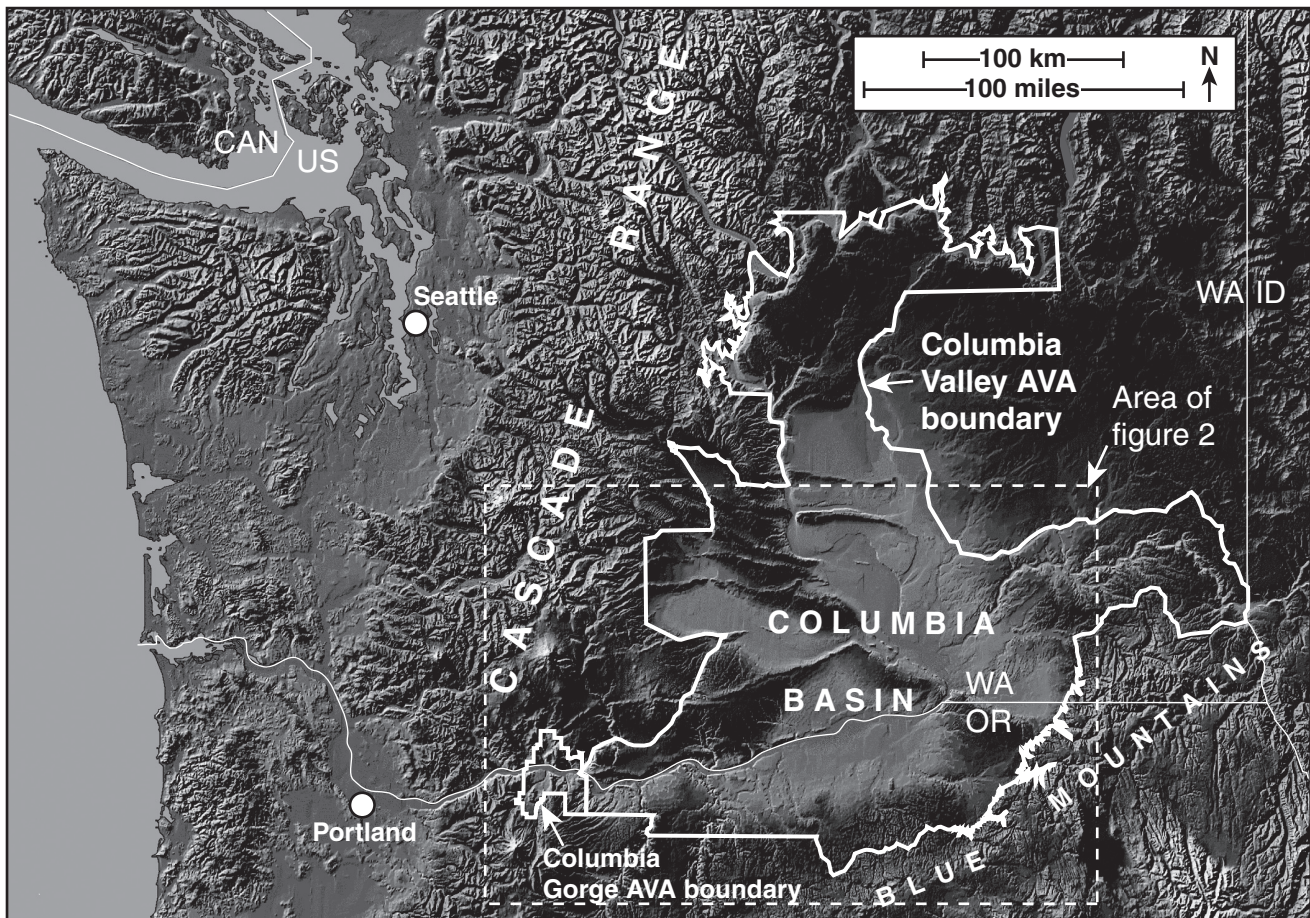 100 km
N
100 miles
CAN
US
CASCADE RANGE
Seattle
WA ID
Columbia
Valley AVA
boundary
Area of
figure 2
COLUMBIA
BASIN
WA
OR
BLUE MOUNTAINS
Portland
Columbia
Gorge AVA boundary